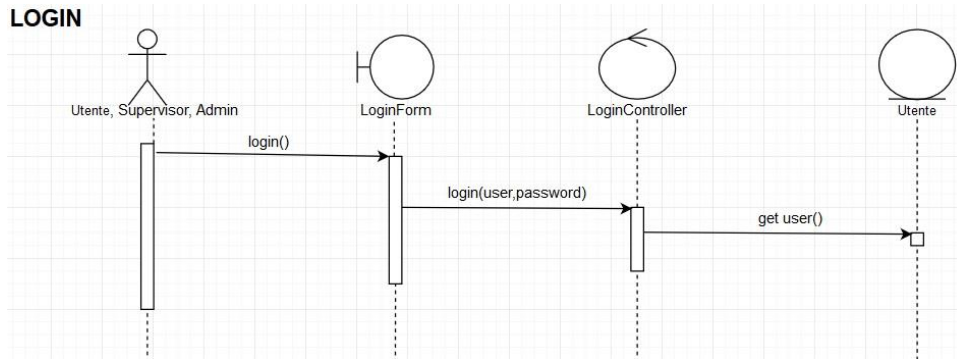 LOGIN
Utente, Supervisor, Admin
LoginForm
LoginController
Utente
login()
login(user,password)
get user()